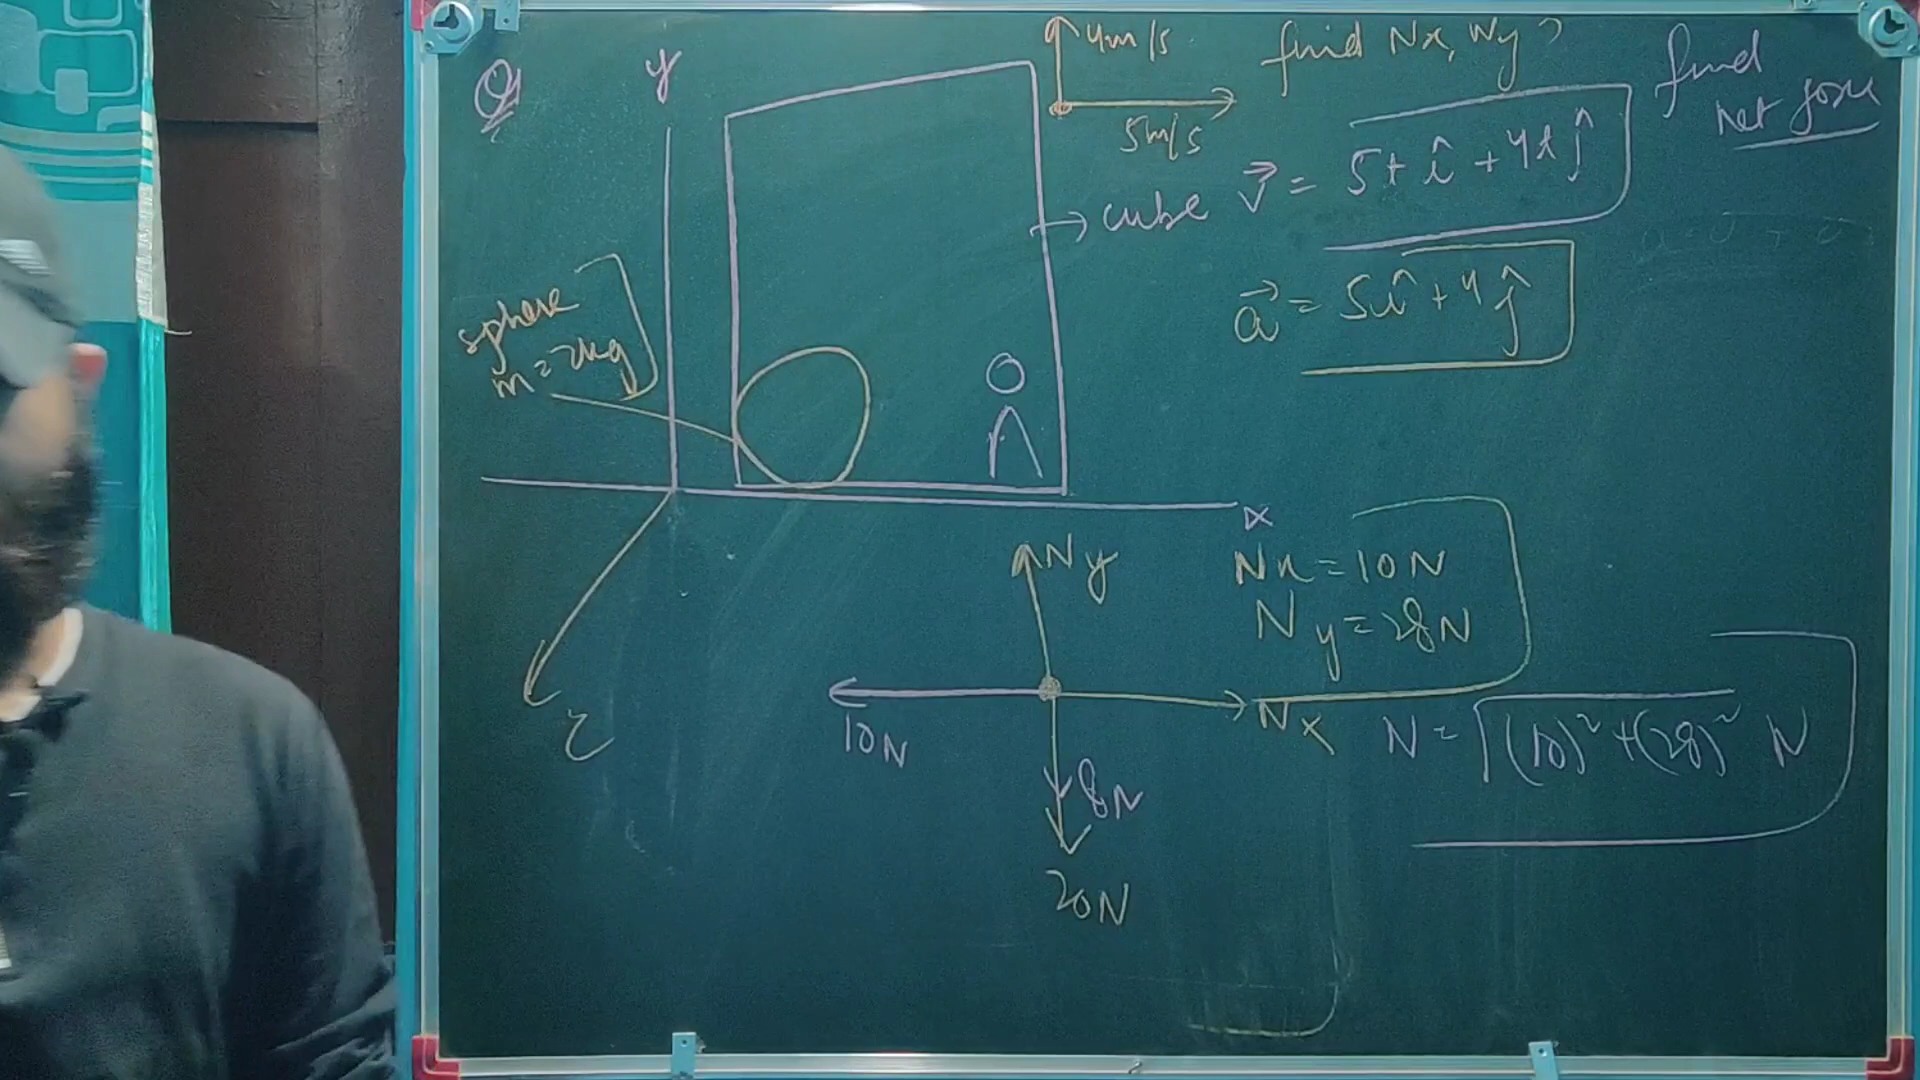 Q
y
4m/s
5m/s
find Nx, Ny?
find
net force
→ cube
v⃗ = 5t î + 4t ĵ
a⃗ = 5î + 4ĵ
sphere
m = 2kg
x
z
Ny
10N
Nx
8N
20N
Nx = 10N
Ny = 28N
N = √(10)² + (28)² N